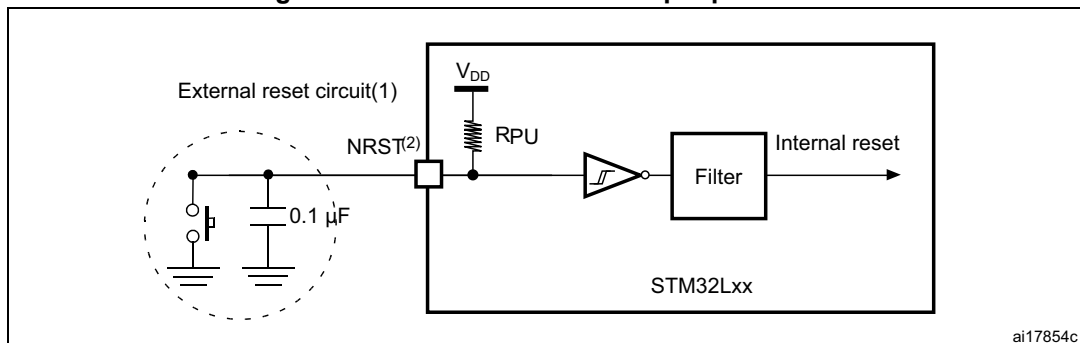 External reset circuit(1)
VDD
NRST(2)
RPU
Internal reset
Filter
0.1 μF
STM32Lxx
ai17854c